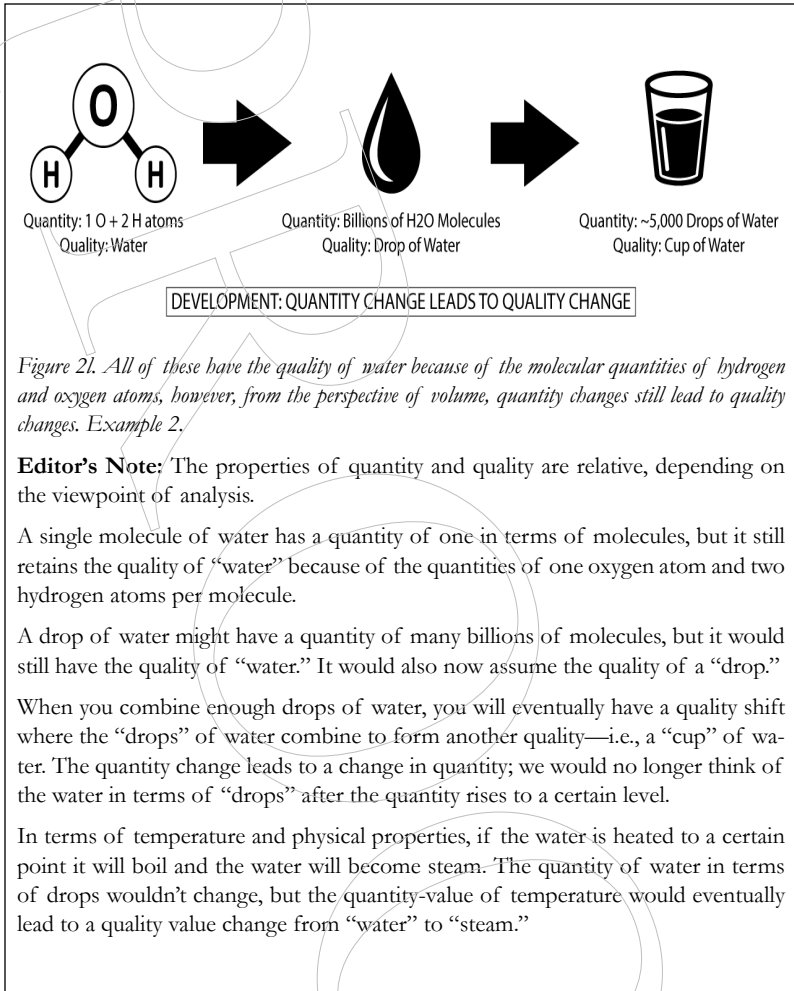 O
H H
Quantity: 1 O + 2 H atoms
Quality: Water
Quantity: Billions of H2O Molecules
Quality: Drop of Water
Quantity: ~5,000 Drops of Water
Quality: Cup of Water
DEVELOPMENT: QUANTITY CHANGE LEADS TO QUALITY CHANGE
Figure 21. All of these have the quality of water because of the molecular quantities of hydrogen
and oxygen atoms, however, from the perspective of volume, quantity changes still lead to quality
changes. Example 2.
Editor's Note: The properties of quantity and quality are relative, depending on
the viewpoint of analysis.
A single molecule of water has a quantity of one in terms of molecules, but it still
retains the quality of “water” because of the quantities of one oxygen atom and two
hydrogen atoms per molecule.
A drop of water might have a quantity of many billions of molecules, but it would
still have the quality of “water.” It would also now assume the quality of a “drop.”
When you combine enough drops of water, you will eventually have a quality shift
where the “drops” of water combine to form another quality—i.e., a “cup” of wa-
ter. The quantity change leads to a change in quantity; we would no longer think of
the water in terms of “drops” after the quantity rises to a certain level.
In terms of temperature and physical properties, if the water is heated to a certain
point it will boil and the water will become steam. The quantity of water in terms
of drops wouldn't change, but the quantity-value of temperature would eventually
lead to a quality value change from “water” to “steam.”